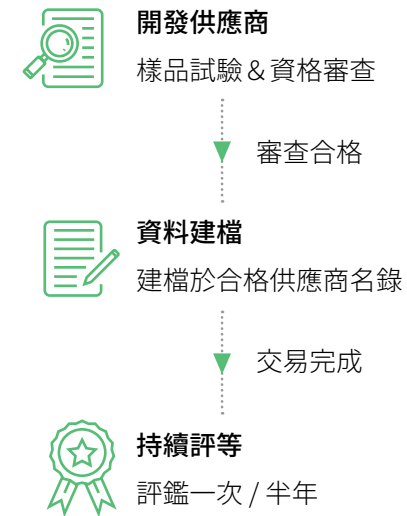 開發供應商
樣品試驗＆資格審查
審查合格
資料建檔
建檔於合格供應商名錄
交易完成
持續評等
評鑑一次 / 半年